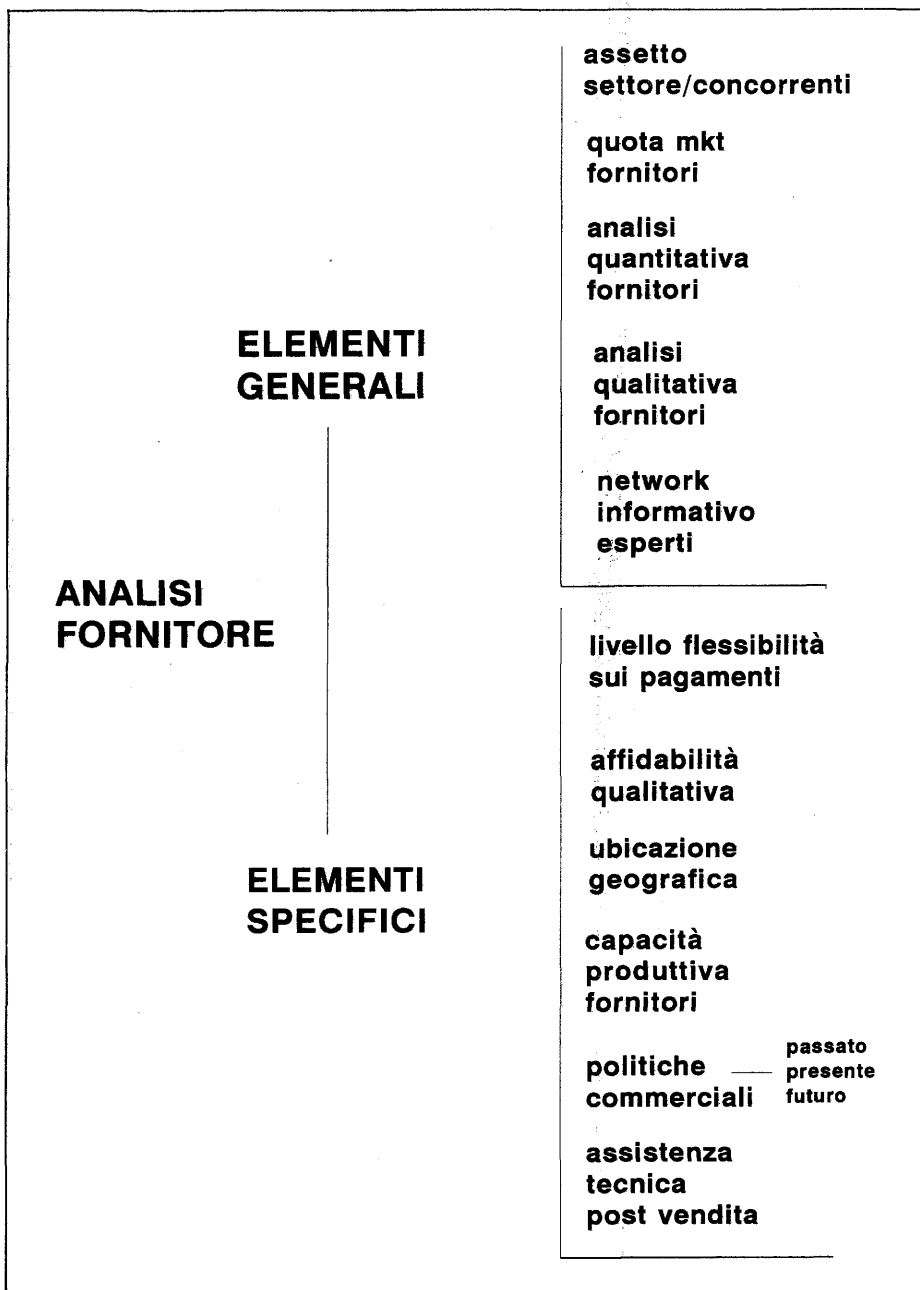 ANALISI
FORNITORE
ELEMENTI
GENERALI
assetto
settore/concorrenti
quota mkt
fornitori
analisi
quantitativa
fornitori
analisi
qualitativa
fornitori
network
informativo
esperti
ELEMENTI
SPECIFICI
livello flessibilità
sui pagamenti
affidabilità
qualitativa
ubicazione
geografica
capacità
produttiva
fornitori
politiche
commerciali
passato
presente
futuro
assistenza
tecnica
post vendita